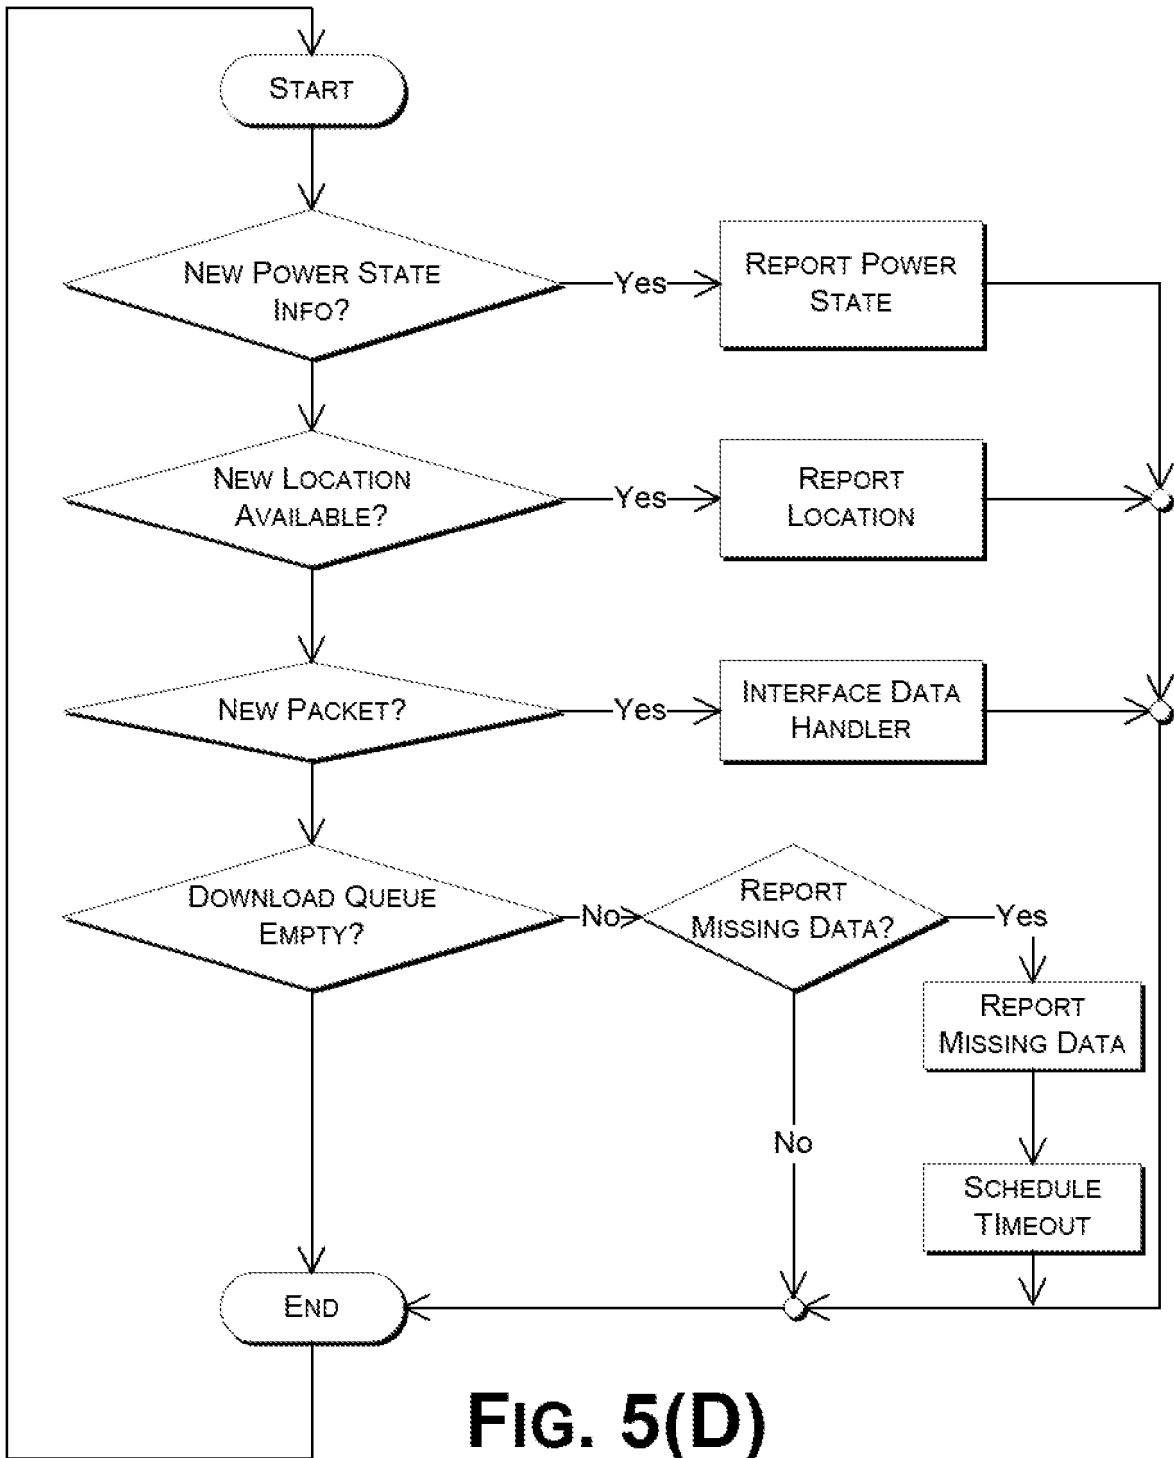 START
NEW POWER STATE
INFO?
Yes
REPORT POWER
STATE
NEW LOCATION
AVAILABLE?
Yes
REPORT
LOCATION
NEW PACKET?
Yes
INTERFACE DATA
HANDLER
DOWNLOAD QUEUE
EMPTY?
No
REPORT
MISSING DATA?
Yes
REPORT
MISSING DATA
No
SCHEDULE
TIMEOUT
END
FIG. 5(D)